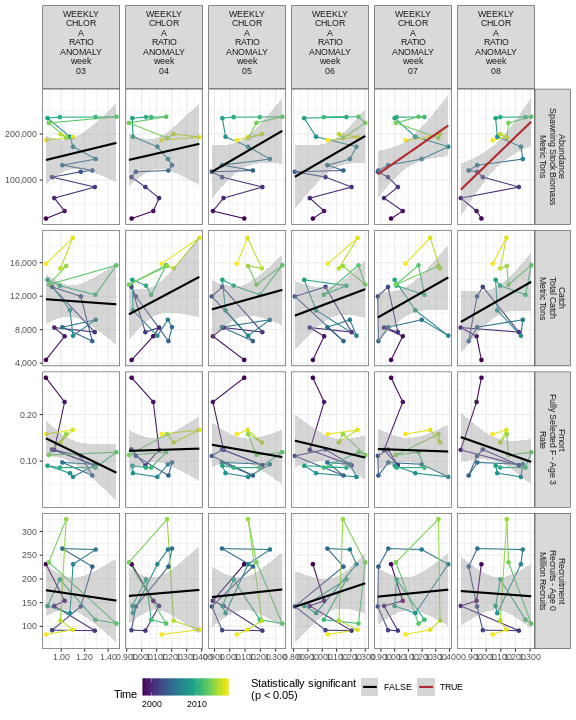 WEEKLY
CHLOR
A
RATIO
ANOMALY
week
03
WEEKLY
CHLOR
A
RATIO
ANOMALY
week
04
WEEKLY
CHLOR
A
RATIO
ANOMALY
week
05
WEEKLY
CHLOR
A
RATIO
ANOMALY
week
06
WEEKLY
CHLOR
A
RATIO
ANOMALY
week
07
WEEKLY
CHLOR
A
RATIO
ANOMALY
week
08
200,000
100,000
Abundance
Spawning Stock Biomass
Metric Tons
16,000
12,000
8,000
4,000
Catch
Total Catch
Metric Tons
0.20
0.10
Fmort
Fully Selected F - Age 3
Rate
300
250
200
150
100
Recruitment
Recruits - Age 0
Million Recruits
1.00 1.20 1.40
Time
2000 2010
Statistically significant
(p < 0.05)
FALSE
TRUE